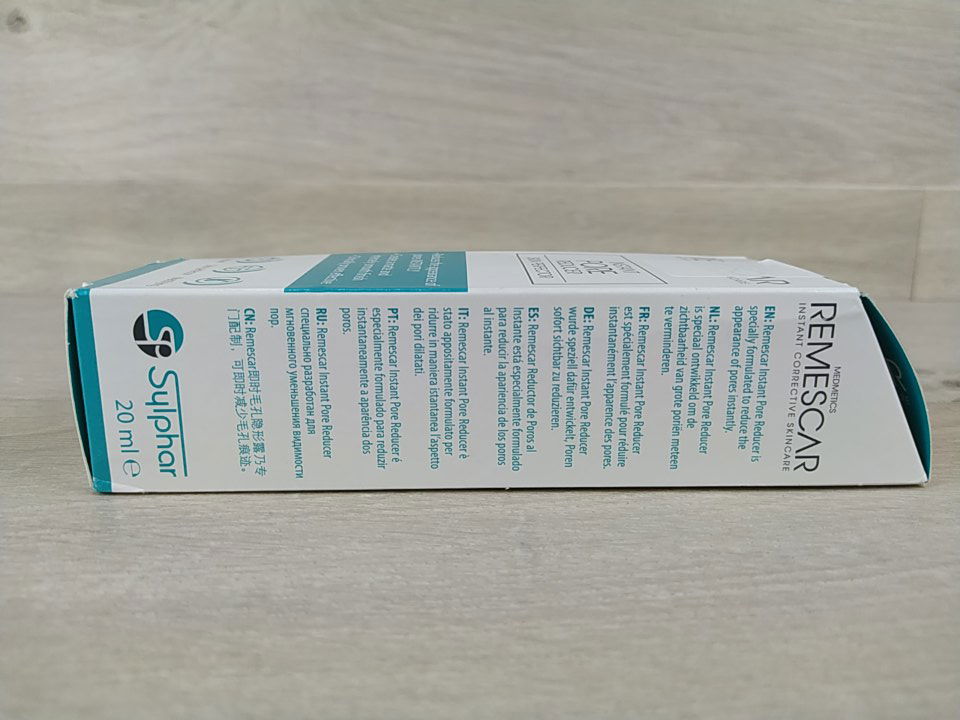 MEDMETICS
REMESCAR
INSTANT CORRECTIVE SKINCARE
EN: Remescar Instant Pore Reducer is
specially formulated to reduce the
appearance of pores instantly.
NL: Remescar Instant Pore Reducer
is speciaal ontwikkeld om de
zichtbaarheid van grote poriën meteen
te verminderen.
FR: Remescar Instant Pore Reducer
est spécialement formulé pour réduire
instantément l'apparence des pores.
DE: Remescar Instant Pore Reducer
wurde speziell dafür entwickelt, Poren
sofort sichtbar zu reduzieren.
ES: Remescar Reductor de Poros al
Instante está especialmente formulado
para reducir la apariencia de los poros
al instante.
IT: Remescar Instant Pore Reducer è
stato appositamente formulato per
ridurre in maniera istantanea l'aspetto
dei pori dilatati.
PT: Remescar Instant Pore Reducer é
especialmente formulado para reduzir
instantaneamente a aparência dos
poros.
RU: Remescar Instant Pore Reducer
специально разработан для
мгновенного уменьшения видимости
пор.
CN: Remescar即时毛孔隐形露乃专
门配制，可即时减少毛孔痕迹。
Sylphar
20 ml e
INSTANT
PORE
REDUCER
SKIN PERFECTOR